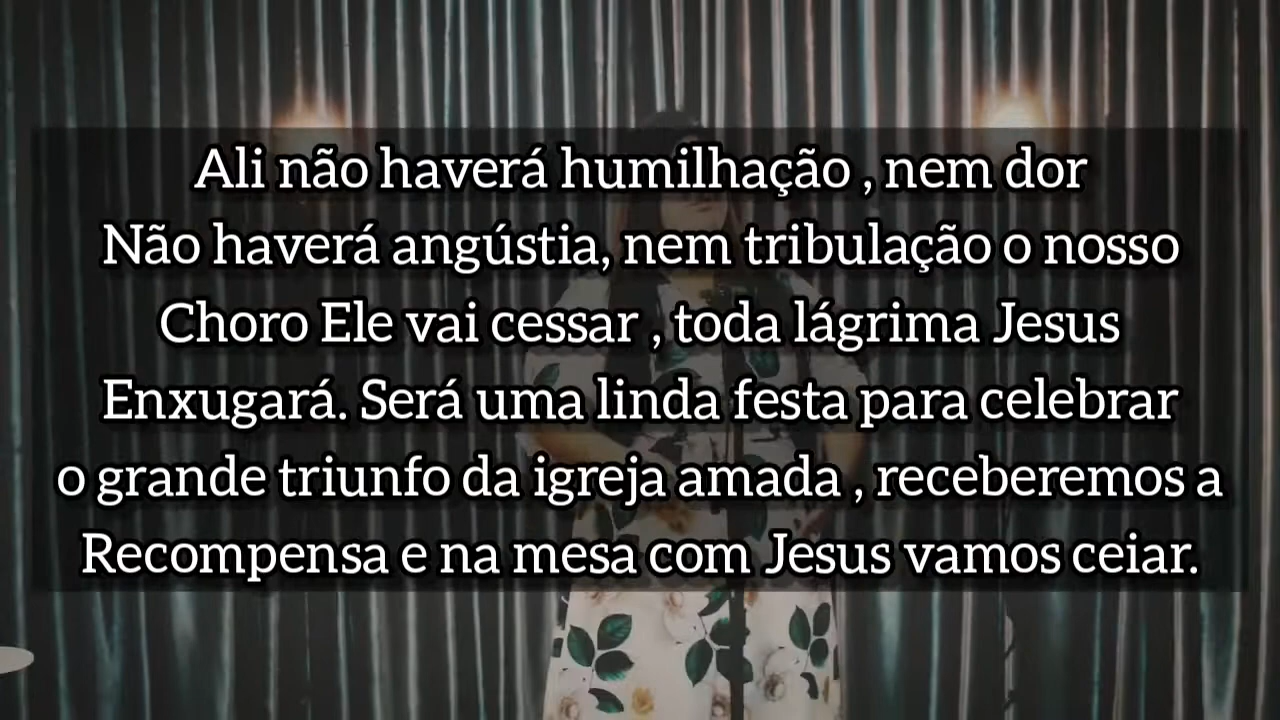 Ali não haverá humilhação , nem dor
Não haverá angústia, nem tribulação o nosso
Choro Ele vai cessar , toda lágrima Jesus
Enxugará. Será uma linda festa para celebrar
o grande triunfo da igreja amada , receberemos a
Recompensa e na mesa com Jesus vamos ceiar.